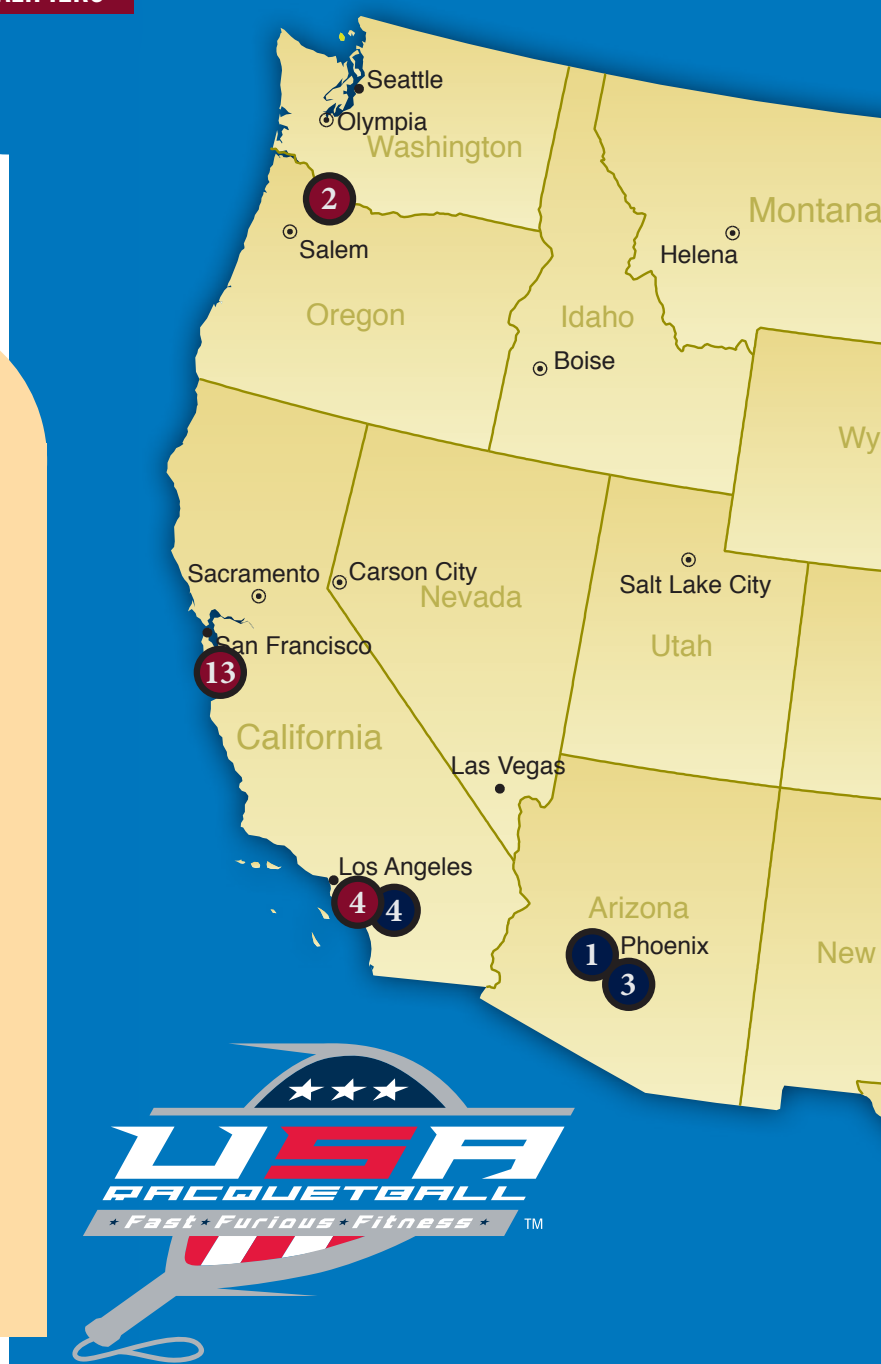 Seattle
Olympia
Washington
2
Montana
Salem
Helena
Oregon
Idaho
Boise
Wy
Sacramento
Carson City
Nevada
Salt Lake City
San Francisco
Utah
13
California
Las Vegas
Los Angeles
4
4
Arizona
Phoenix
1
New
3
USA
RACQUETBALL
Fast Furious Fitness
TM